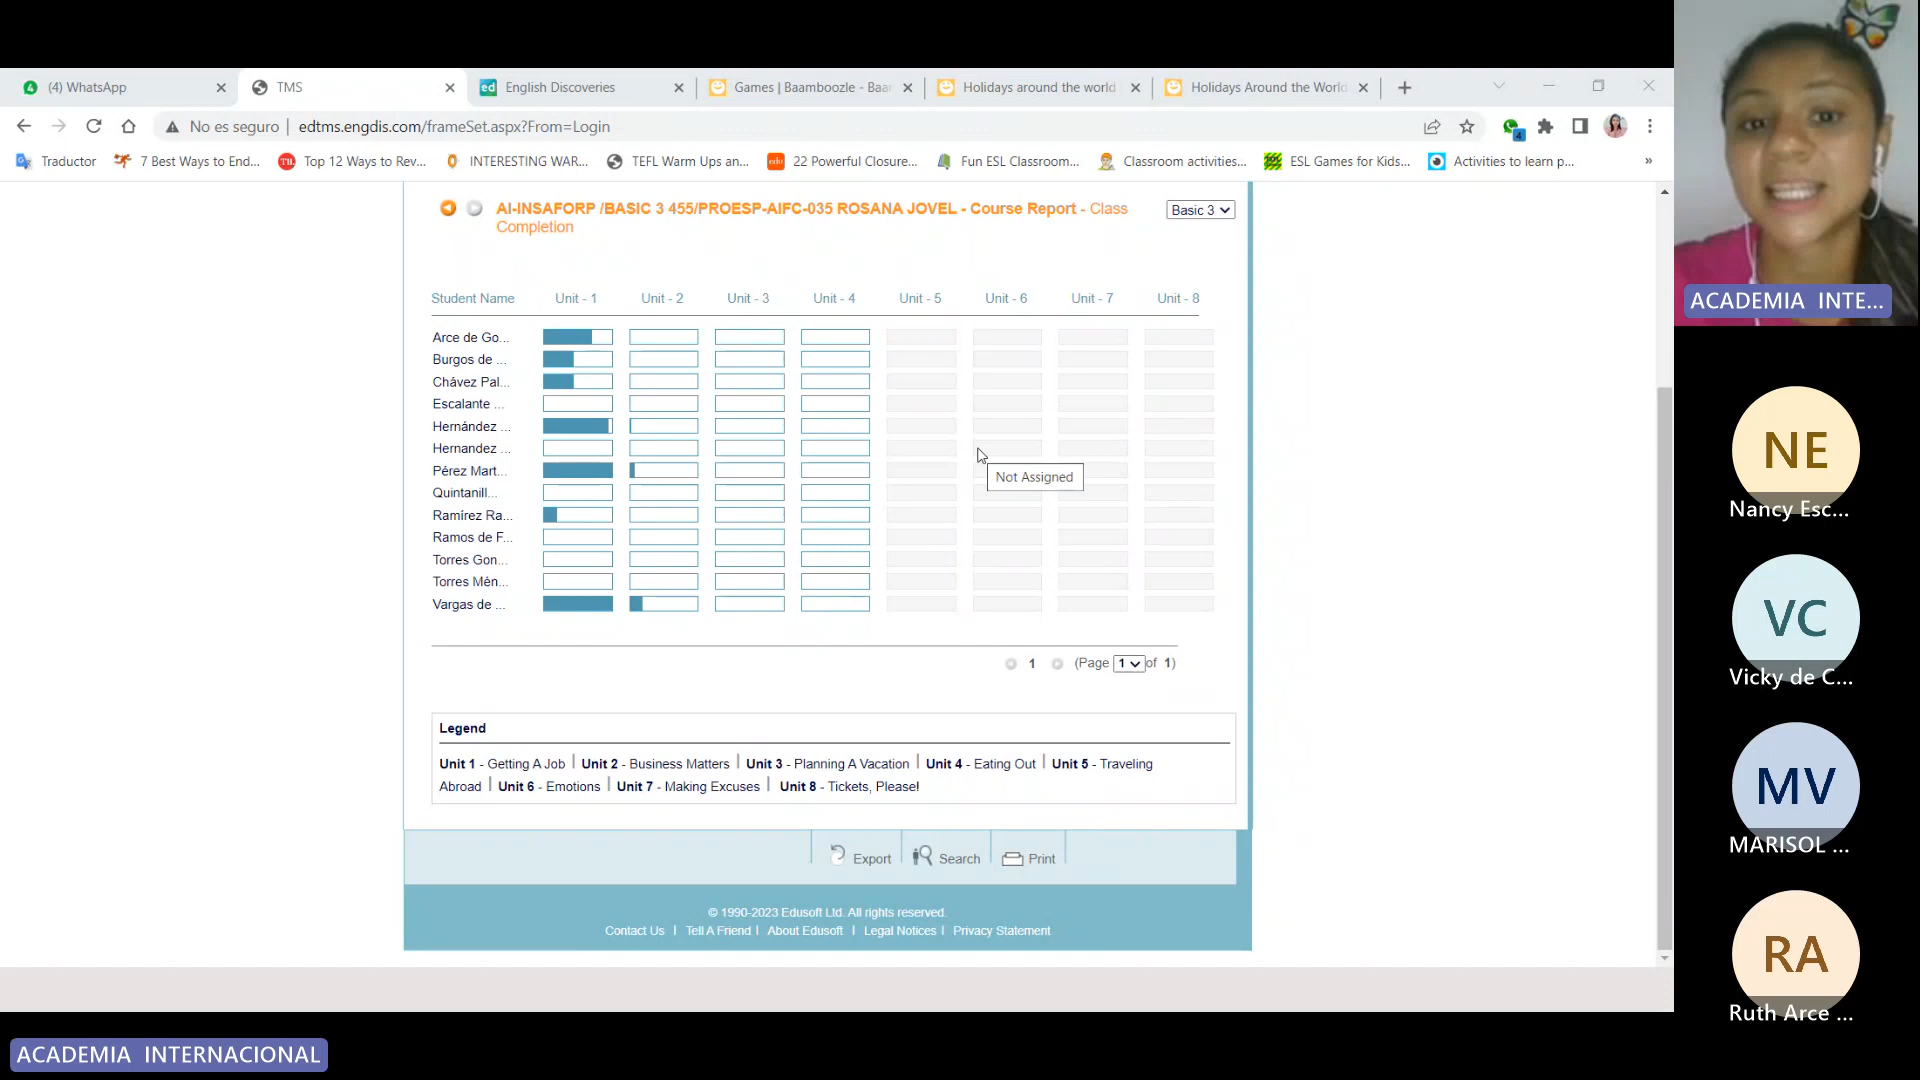 (4) WhatsApp
TMS
English Discoveries
Games | Baamboozle - Baar
Holidays around the world
Holidays Around the World
No es seguro
edtms.engdis.com/frameSet.aspx?From=Login
4
Traductor
7 Best Ways to End...
Top 12 Ways to Rev...
INTERESTING WAR...
TEFL Warm Ups an...
22 Powerful Closure...
Fun ESL Classroom...
Classroom activities...
ESL Games for Kids...
Activities to learn p...
»
AI-INSAFORP /BASIC 3 455/PROESP-AIFC-035 ROSANA JOVEL - Course Report - Class
Completion
Basic 3
Student Name Unit - 1 Unit - 2 Unit - 3 Unit - 4 Unit - 5 Unit - 6 Unit - 7 Unit - 8
Arce de Go...
Burgos de ...
Chávez Pal...
Escalante ...
Hernández ...
Hernandez ...
Pérez Mart...
Not Assigned
Quintanill...
Ramírez Ra...
Ramos de F...
Torres Gon...
Torres Mén...
Vargas de ...
1 (Page 1 of 1)
Legend
Unit 1 - Getting A Job | Unit 2 - Business Matters | Unit 3 - Planning A Vacation | Unit 4 - Eating Out | Unit 5 - Traveling
Abroad | Unit 6 - Emotions | Unit 7 - Making Excuses | Unit 8 - Tickets, Please!
Export
Search
Print
© 1990-2023 Edusoft Ltd. All rights reserved.
Contact Us | Tell A Friend | About Edusoft | Legal Notices | Privacy Statement
ACADEMIA INTE...
NE
Nancy Esc...
VC
Vicky de C...
MV
MARISOL ...
RA
Ruth Arce ...
ACADEMIA INTERNACIONAL